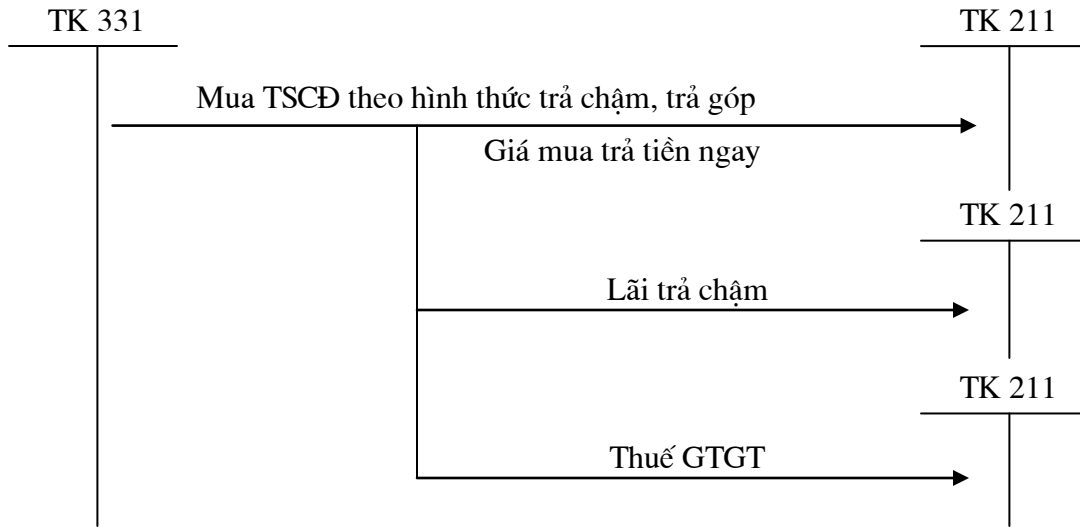 TK 331
TK 211
Mua TSCĐ theo hình thức trả chậm, trả góp
Giá mua trả tiền ngay
TK 211
Lãi trả chậm
TK 211
Thuế GTGT